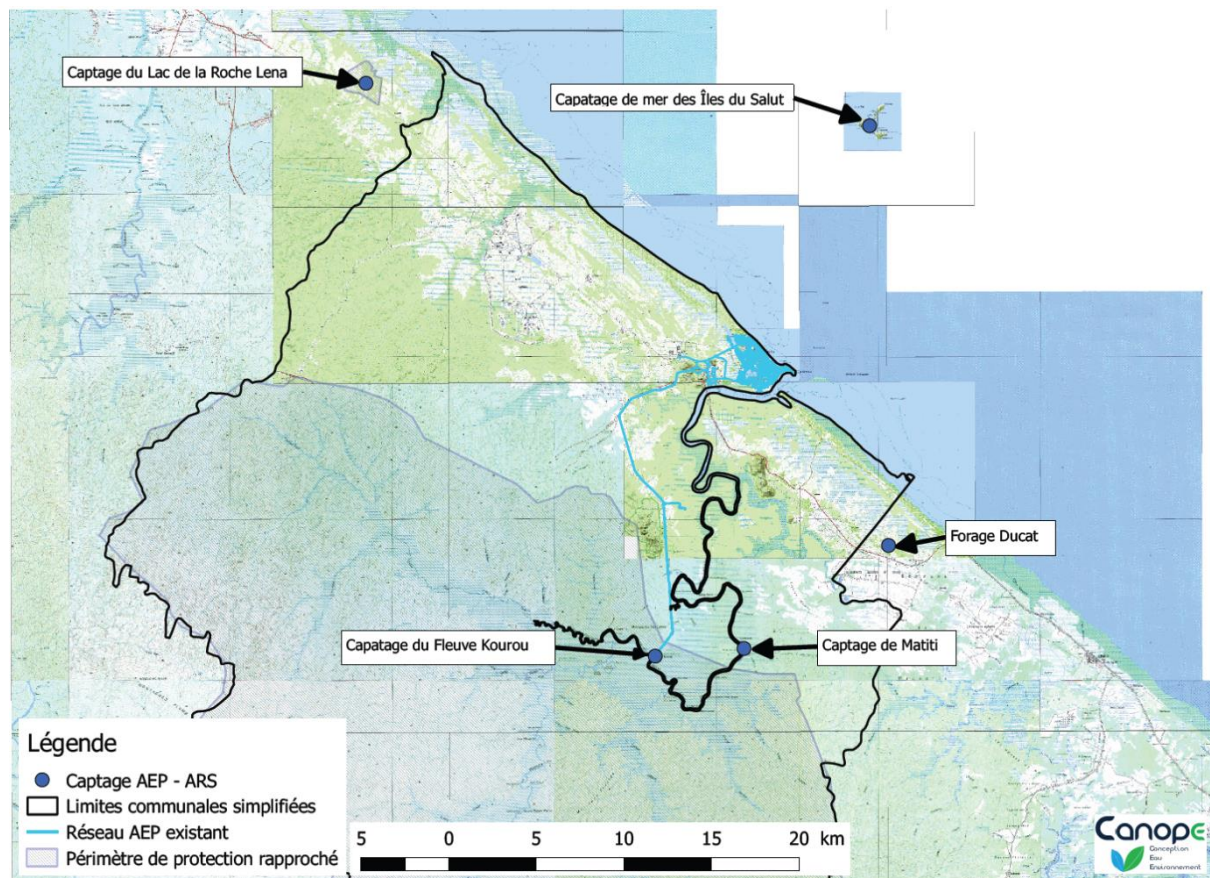 Captage du Lac de la Roche Lena
Capatage de mer des Îles du Salut
Forage Ducat
Capatage du Fleuve Kourou
Captage de Matiti
Légende
Captage AEP - ARS
Limites communales simplifiées
Réseau AEP existant
Périmètre de protection rapproché
5 0 5 10 15 20 km
Canope
Conception
Eau
Environnement